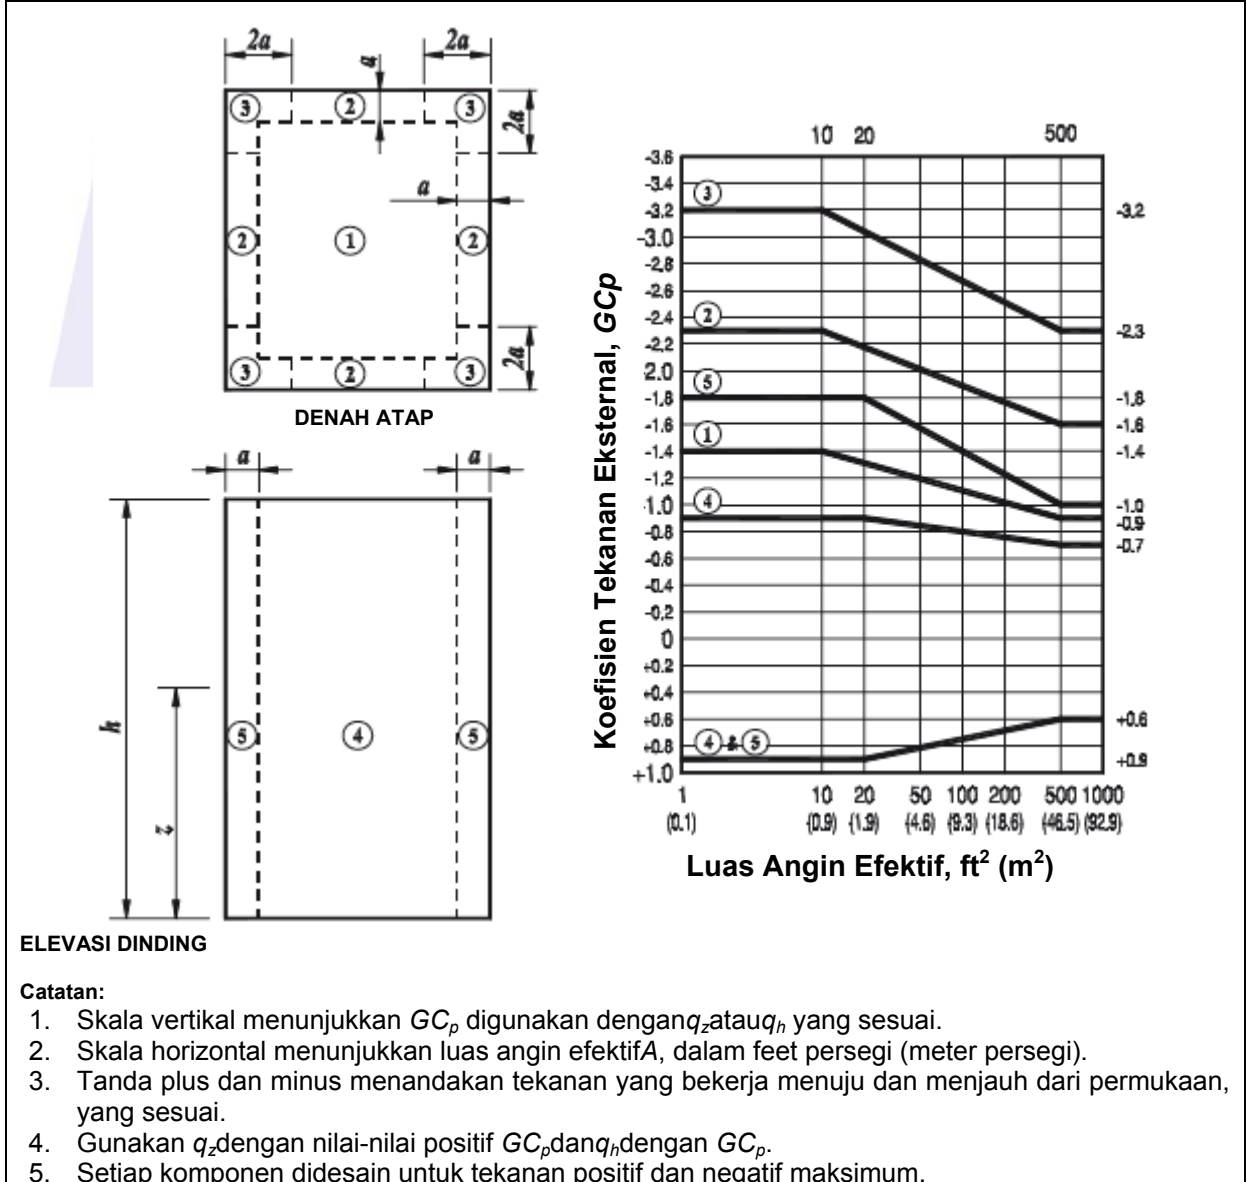 2a
2a
a
3
2
3
2a
a
2
1
2
2a
3
2
3
DENAH ATAP
a
a
h
z
5
4
5
ELEVASI DINDING
10 20 500
Koefisien Tekanan Eksternal, GCp
-3.6
-3.4
-3.2
-3.0
-2.8
-2.6
-2.4
-2.2
2.0
-1.8
-1.6
-1.4
-1.2
1.0
-0.8
-0.6
-0.4
-0.2
0
+0.2
+0.4
+0.6
+0.8
+1.0
3
2
5
1
4
4 & 5
-3.2
-2.3
-1.8
-1.6
-1.4
-1.0
-0.9
-0.7
+0.6
+0.9
1 10 20 50 100 200 500 1000
(0.1) (0.9) (1.9) (4.6) (9.3) (18.6) (46.5) (92.9)
Luas Angin Efektif, ft² (m²)
Catatan:
1. Skala vertikal menunjukkan GCp digunakan denganqzatauqh yang sesuai.
2. Skala horizontal menunjukkan luas angin efektifA, dalam feet persegi (meter persegi).
3. Tanda plus dan minus menandakan tekanan yang bekerja menuju dan menjauh dari permukaan,
yang sesuai.
4. Gunakan qzdengan nilai-nilai positif GCpdanqhdengan GCp.
5. Setiap komponen didesain untuk tekanan positif dan negatif maksimum.